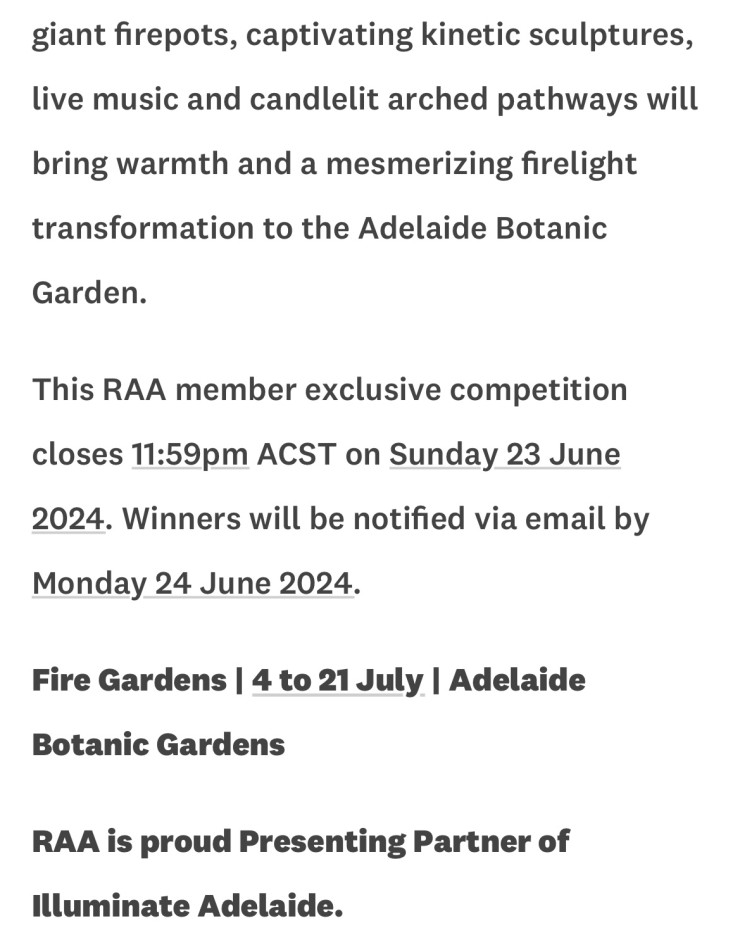 giant firepots, captivating kinetic sculptures,
live music and candlelit arched pathways will
bring warmth and a mesmerizing firelight
transformation to the Adelaide Botanic
Garden.
This RAA member exclusive competition
closes 11:59pm ACST on Sunday 23 June
2024. Winners will be notified via email by
Monday 24 June 2024.
Fire Gardens | 4 to 21 July | Adelaide
Botanic Gardens
RAA is proud Presenting Partner of
Illuminate Adelaide.